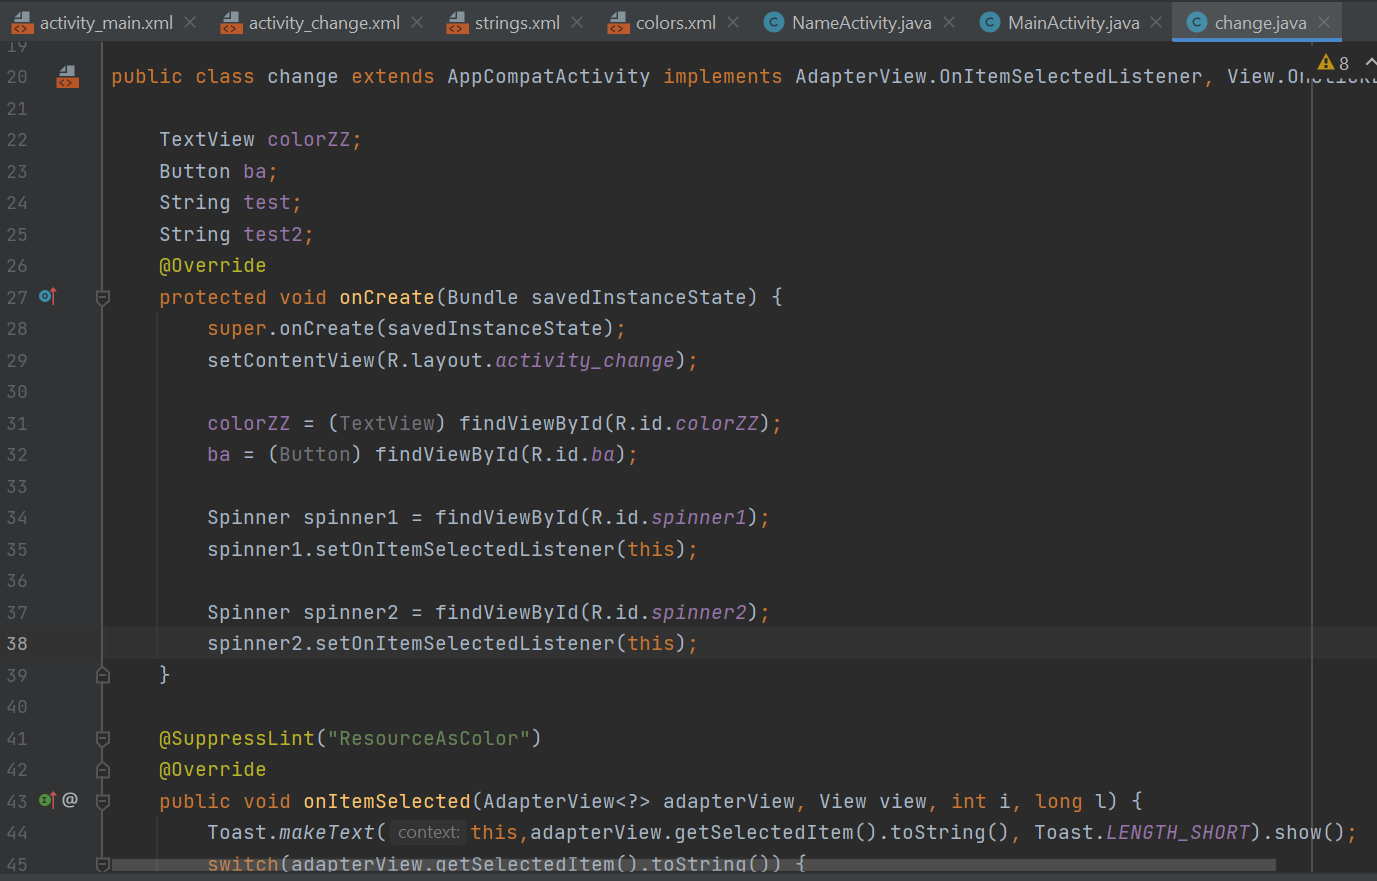 activity_main.xml activity_change.xml strings.xml colors.xml NameActivity.java MainActivity.java change.java
19
20 public class change extends AppCompatActivity implements AdapterView.OnItemSelectedListener, 8
21
22 TextView colorZZ;
23 Button ba;
24 String test;
25 String test2;
26 @Override
27 protected void onCreate(Bundle savedInstanceState) {
28 super.onCreate(savedInstanceState);
29 setContentView(R.layout.activity_change);
30
31 colorZZ = (TextView) findViewById(R.id.colorZZ);
32 ba = (Button) findViewById(R.id.ba);
33
34 Spinner spinner1 = findViewById(R.id.spinner1);
35 spinner1.setOnItemSelectedListener(this);
36
37 Spinner spinner2 = findViewById(R.id.spinner2);
38 spinner2.setOnItemSelectedListener(this);
39 }
40
41 @SuppressLint("ResourceAsColor")
42 @Override
43 @ public void onItemSelected(AdapterView<?> adapterView, View view, int i, long l) {
44 Toast.makeText( context: this,adapterView.getSelectedItem().toString(), Toast.LENGTH_SHORT).show();
45 switch(adapterView.getSelectedItem().toString()) {